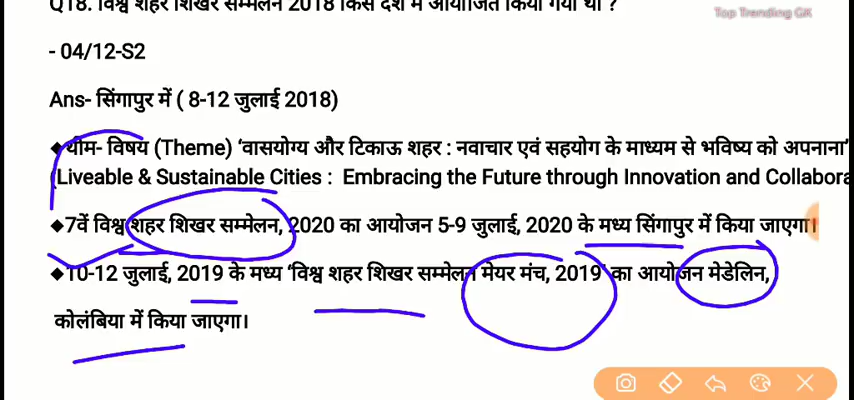 Q18. विश्व शहर शिखर सम्मेलन 2018 किस देश में आयोजित किया गया था ?
Top Trending GK
- 04/12-S2
Ans- सिंगापुर में ( 8-12 जुलाई 2018)
◆थीम- विषय (Theme) ‘वासयोग्य और टिकाऊ शहर : नवाचार एवं सहयोग के माध्यम से भविष्य को अपनाना’
(Liveable & Sustainable Cities : Embracing the Future through Innovation and Collabora
◆7वें विश्व शहर शिखर सम्मेलन, 2020 का आयोजन 5-9 जुलाई, 2020 के मध्य सिंगापुर में किया जाएगा।
◆10-12 जुलाई, 2019 के मध्य ‘विश्व शहर शिखर सम्मेलन मेयर मंच, 2019’ का आयोजन मेडेलिन,
कोलंबिया में किया जाएगा।